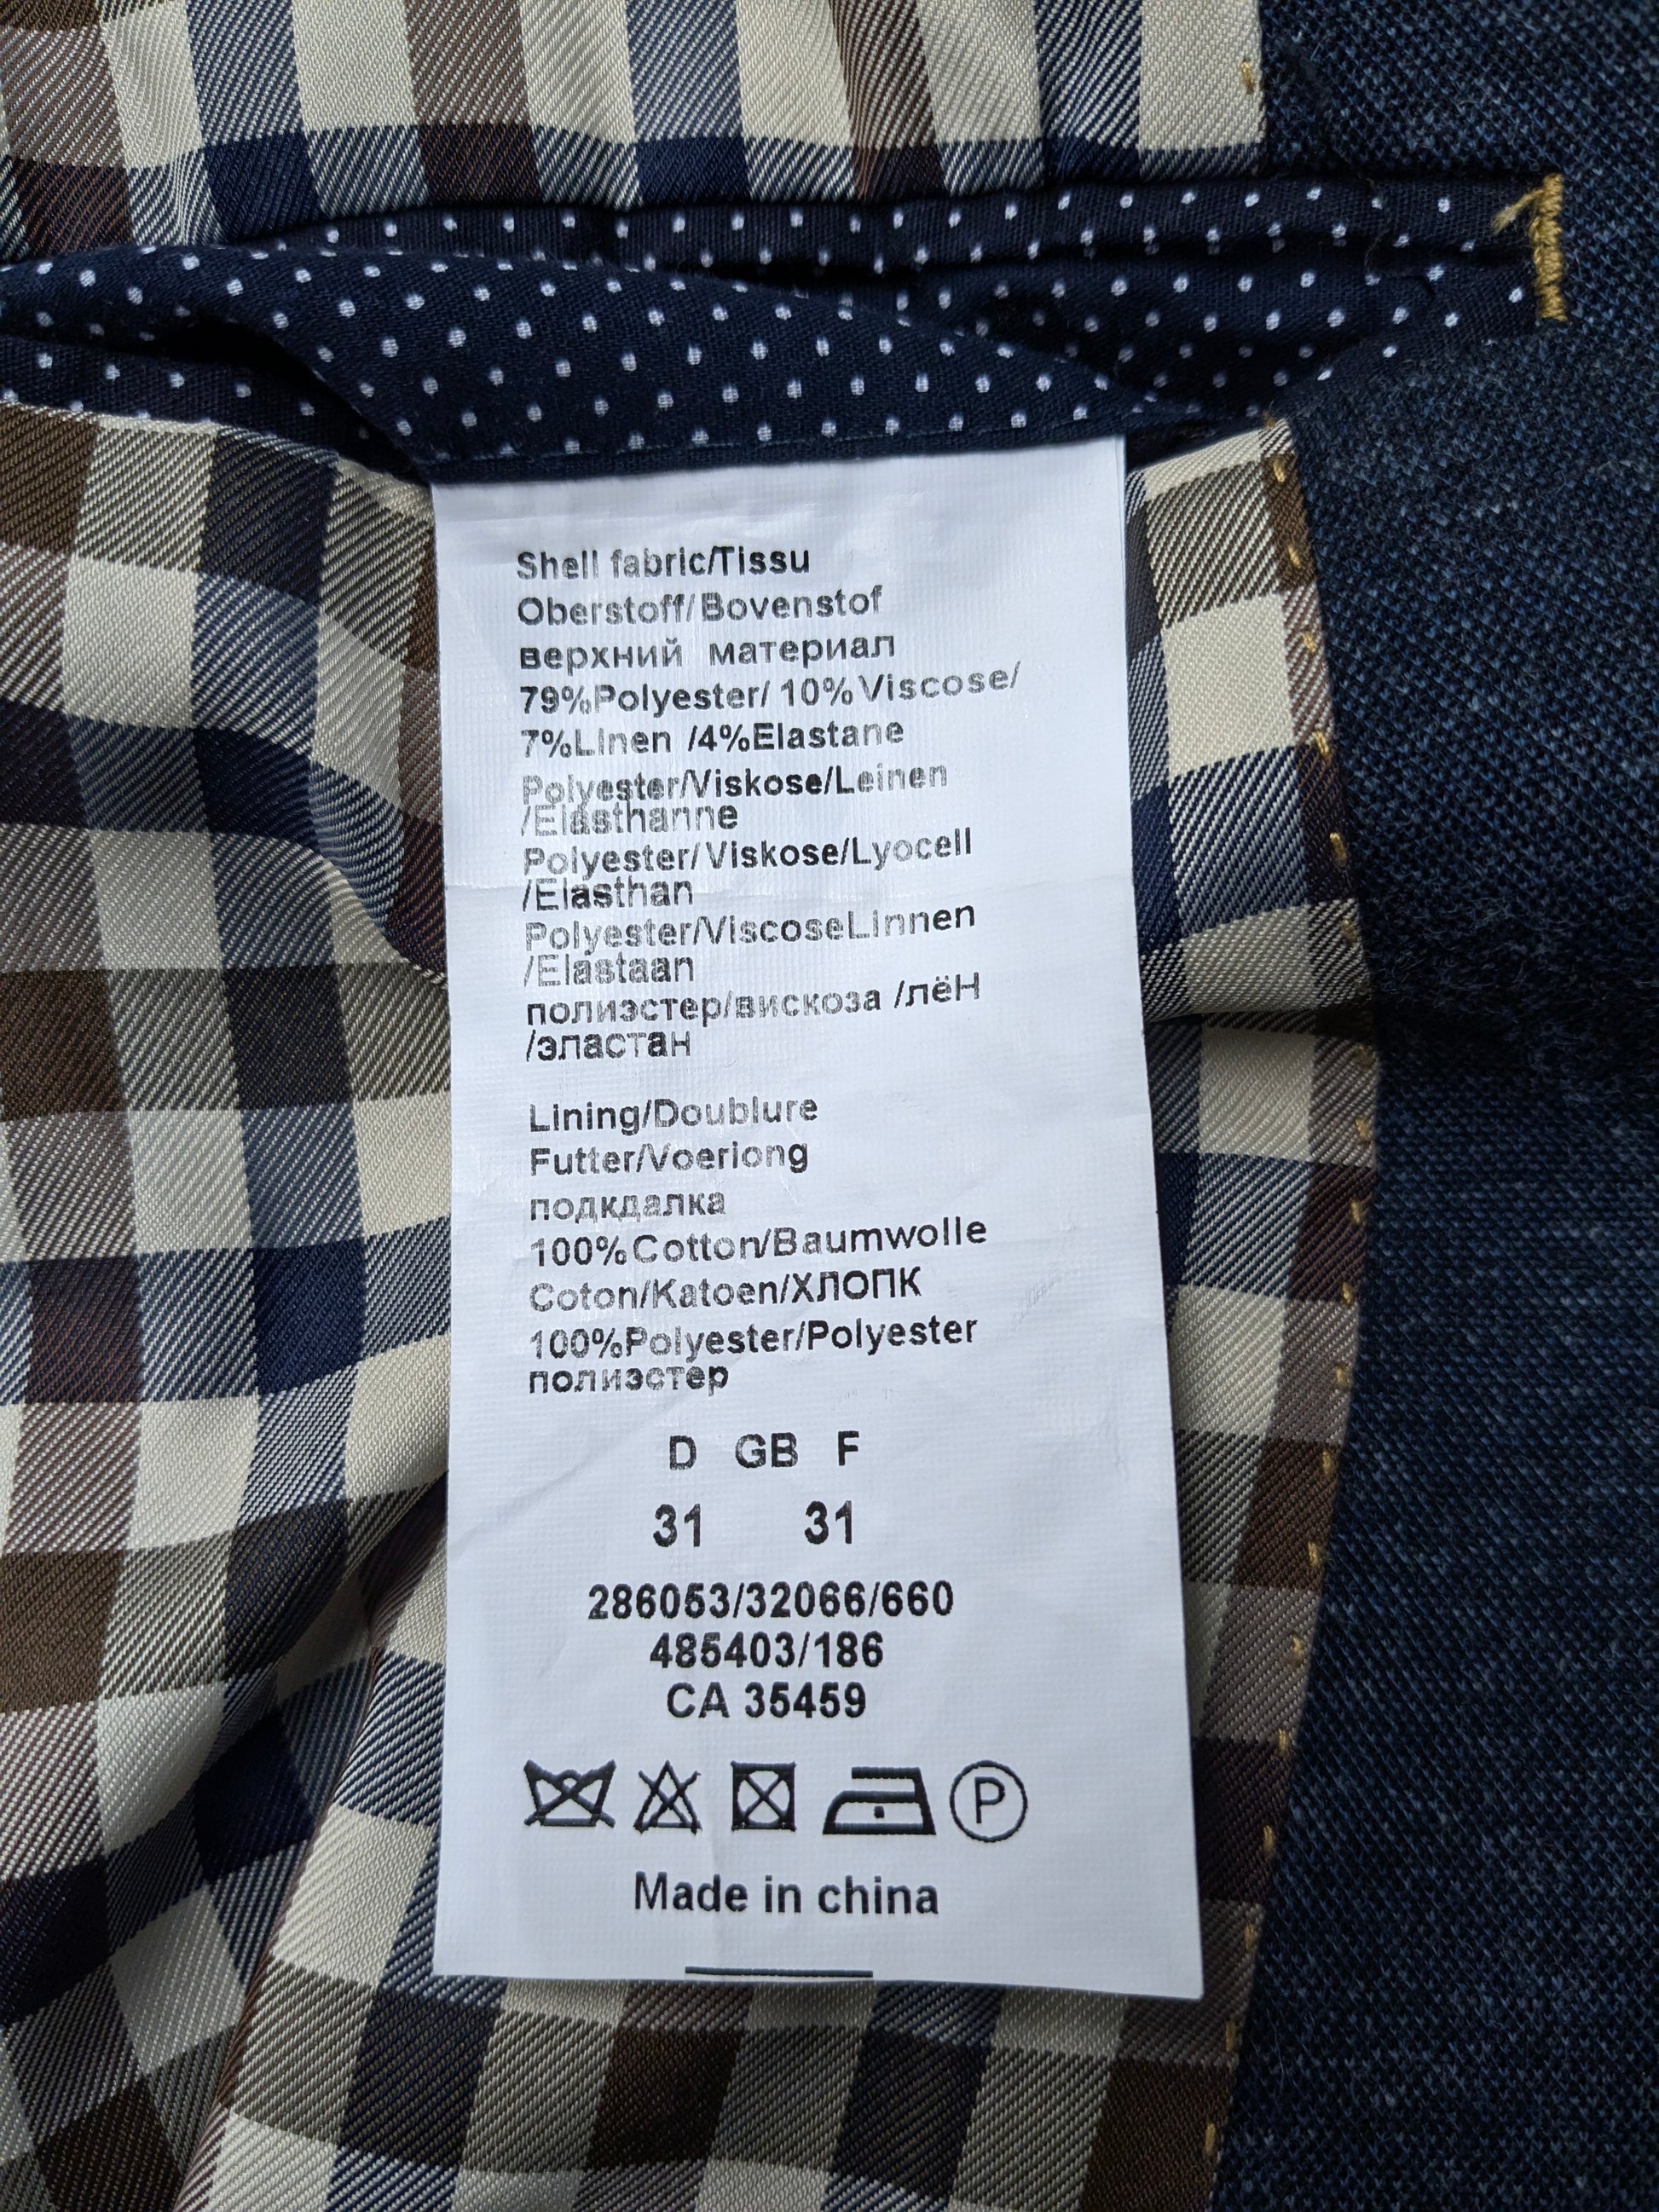 Shell fabric/Tissu
Oberstoff/Bovenstof
верхний материал
79%Polyester/ 10%Viscose/
7%LInen /4%Elastane
Polyester/Viskose/Leinen
/Elasthanne
Polyester/Viskose/Lyocell
/Elasthan
Polyester/ViscoseLinnen
/Elastaan
полиэстер/вискоза /лёН
/эластан
Lining/Doublure
Futter/Voeriong
подкдалка
100%Cotton/Baumwolle
Coton/Katoen/ХЛОПК
100%Polyester/Polyester
полиэстер
D GB F
31 31
286053/32066/660
485403/186
CA 35459
P
Made in china